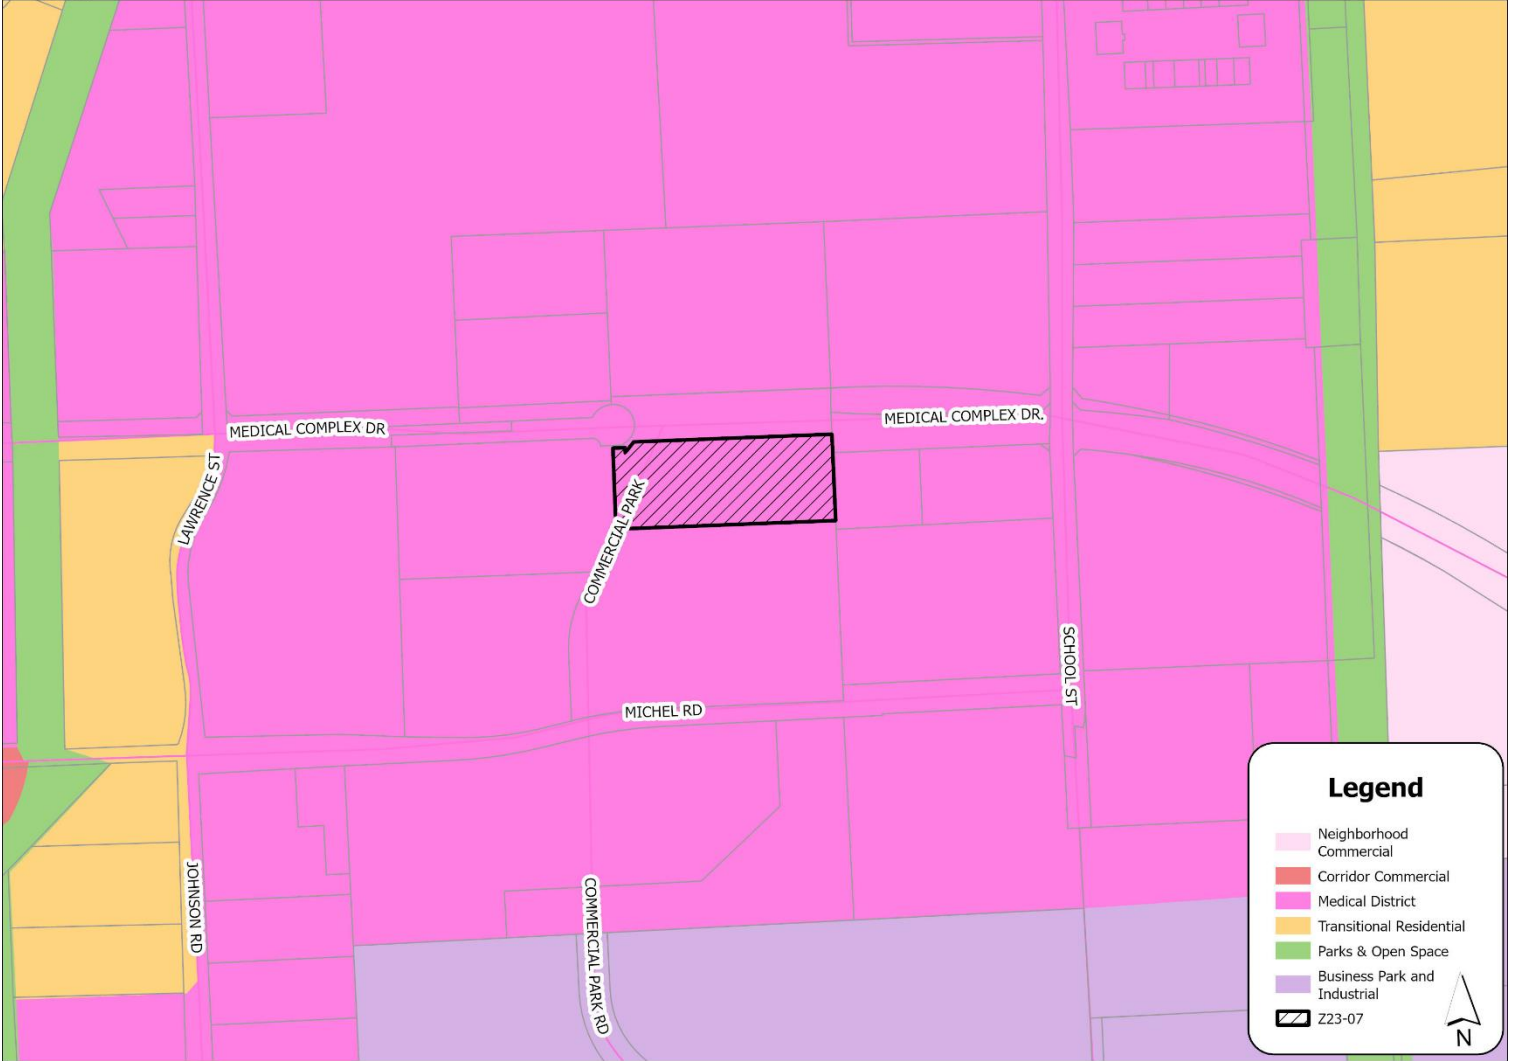 MEDICAL COMPLEX DR
MEDICAL COMPLEX DR.
LAWRENCE ST
COMMERCIAL PARK
SCHOOL ST
MICHEL RD
JOHNSON RD
COMMERCIAL PARK RD
Legend
Neighborhood
Commercial
Corridor Commercial
Medical District
Transitional Residential
Parks & Open Space
Business Park and
Industrial
Z23-07
N